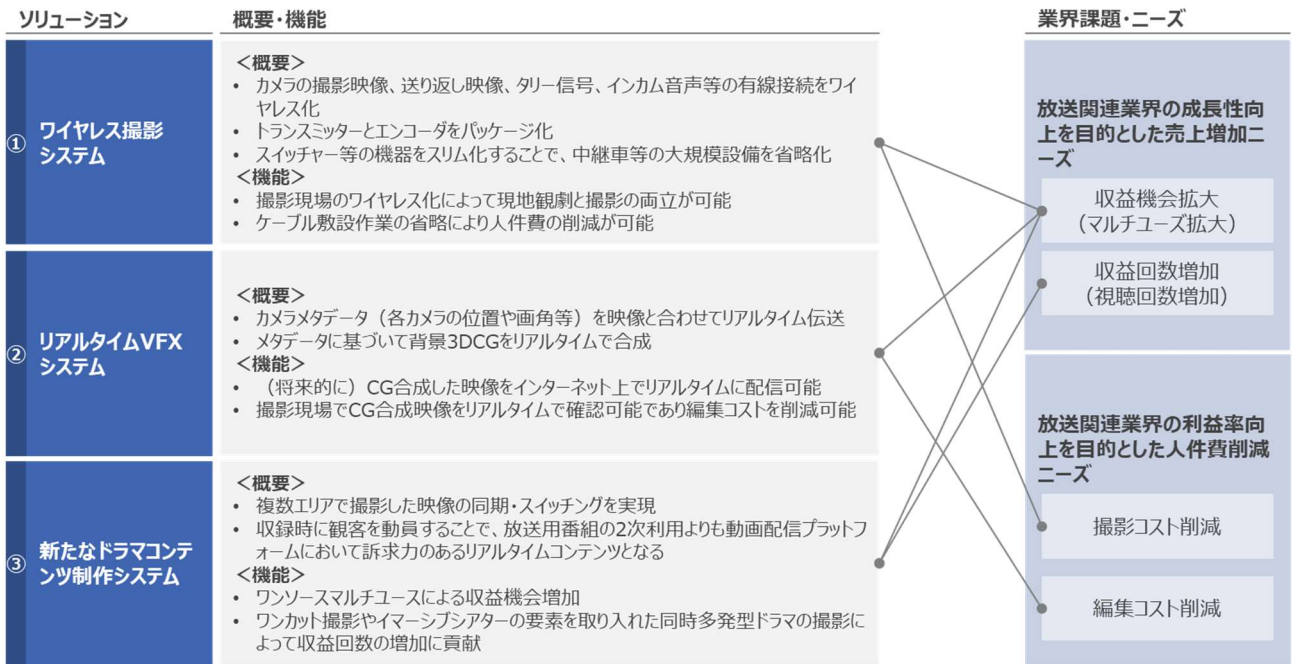 ソリューション
概要・機能
業界課題・ニーズ
①
ワイヤレス撮影
システム
＜概要＞
• カメラの撮影映像、送り返し映像、タリー信号、インカム音声等の有線接続をワイ
ヤレス化
• トランスミッターとエンコーダをパッケージ化
• スイッチャー等の機器をスリム化することで、中継車等の大規模設備を省略化
＜機能＞
• 撮影現場のワイヤレス化によって現地観劇と撮影の両立が可能
• ケーブル敷設作業の省略により人件費の削減が可能
②
リアルタイムVFX
システム
＜概要＞
• カメラメタデータ（各カメラの位置や画角等）を映像と合わせてリアルタイム伝送
• メタデータに基づいて背景3DCGをリアルタイムで合成
＜機能＞
• （将来的に）CG合成した映像をインターネット上でリアルタイムに配信可能
• 撮影現場でCG合成映像をリアルタイムで確認可能であり編集コストを削減可能
③
新たなドラマコンテ
ンツ制作システム
＜概要＞
• 複数エリアで撮影した映像の同期・スイッチングを実現
• 収録時に観客を動員することで、放送用番組の2次利用よりも動画配信プラットフ
ォームにおいて訴求力のあるリアルタイムコンテンツとなる
＜機能＞
• ワンソースマルチユースによる収益機会増加
• ワンカット撮影やイマーシブシアターの要素を取り入れた同時多発型ドラマの撮影に
よって収益回数の増加に貢献
放送関連業界の成長性向
上を目的とした売上増加ニ
ーズ
収益機会拡大
（マルチユーズ拡大）
収益回数増加
（視聴回数増加）
放送関連業界の利益率向
上を目的とした人件費削減
ニーズ
撮影コスト削減
編集コスト削減